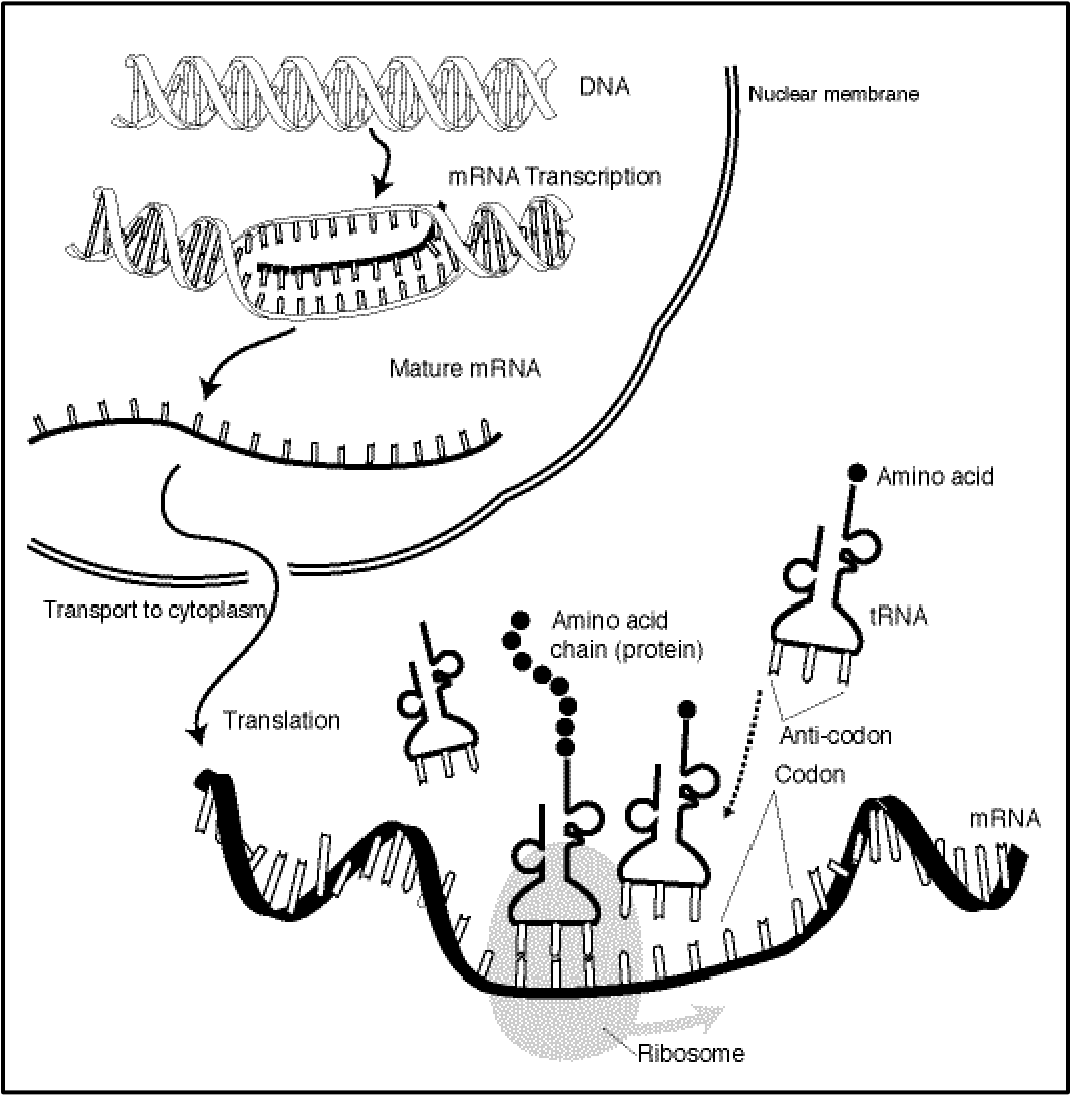 DNA
Nuclear membrane
mRNA Transcription
Mature mRNA
Amino acid
Transport to cytoplasm
tRNA
Amino acid
chain (protein)
Translation
Anti-codon
Codon
mRNA
Ribosome